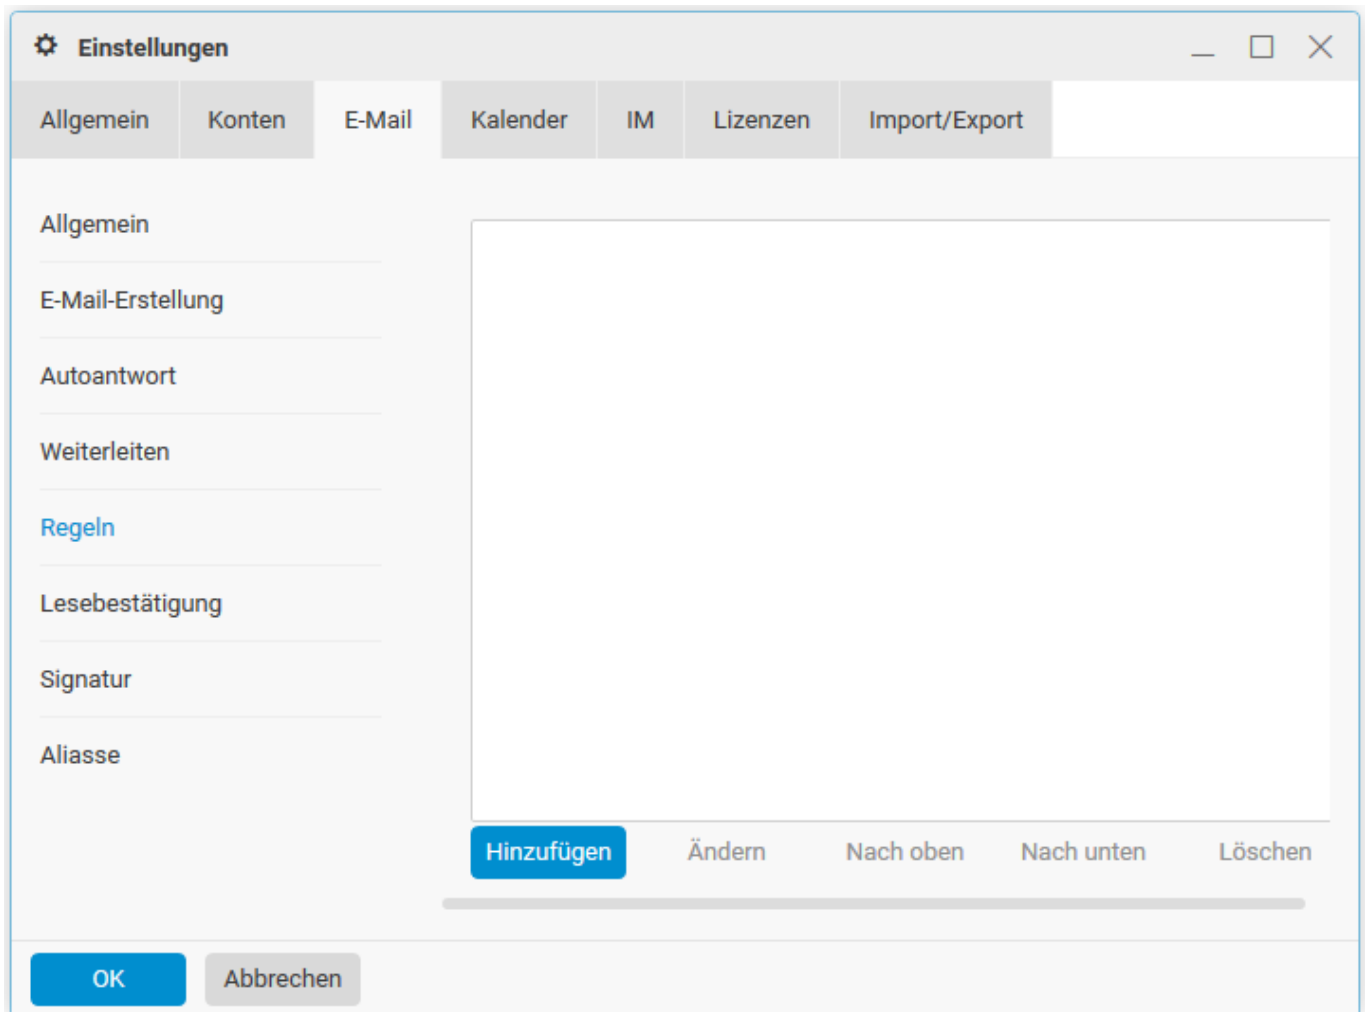 Einstellungen
Allgemein Konten E-Mail Kalender IM Lizenzen Import/Export
Allgemein
E-Mail-Erstellung
Autoantwort
Weiterleiten
Regeln
Lesebestätigung
Signatur
Aliasse
Hinzufügen Ändern Nach oben Nach unten Löschen
OK Abbrechen